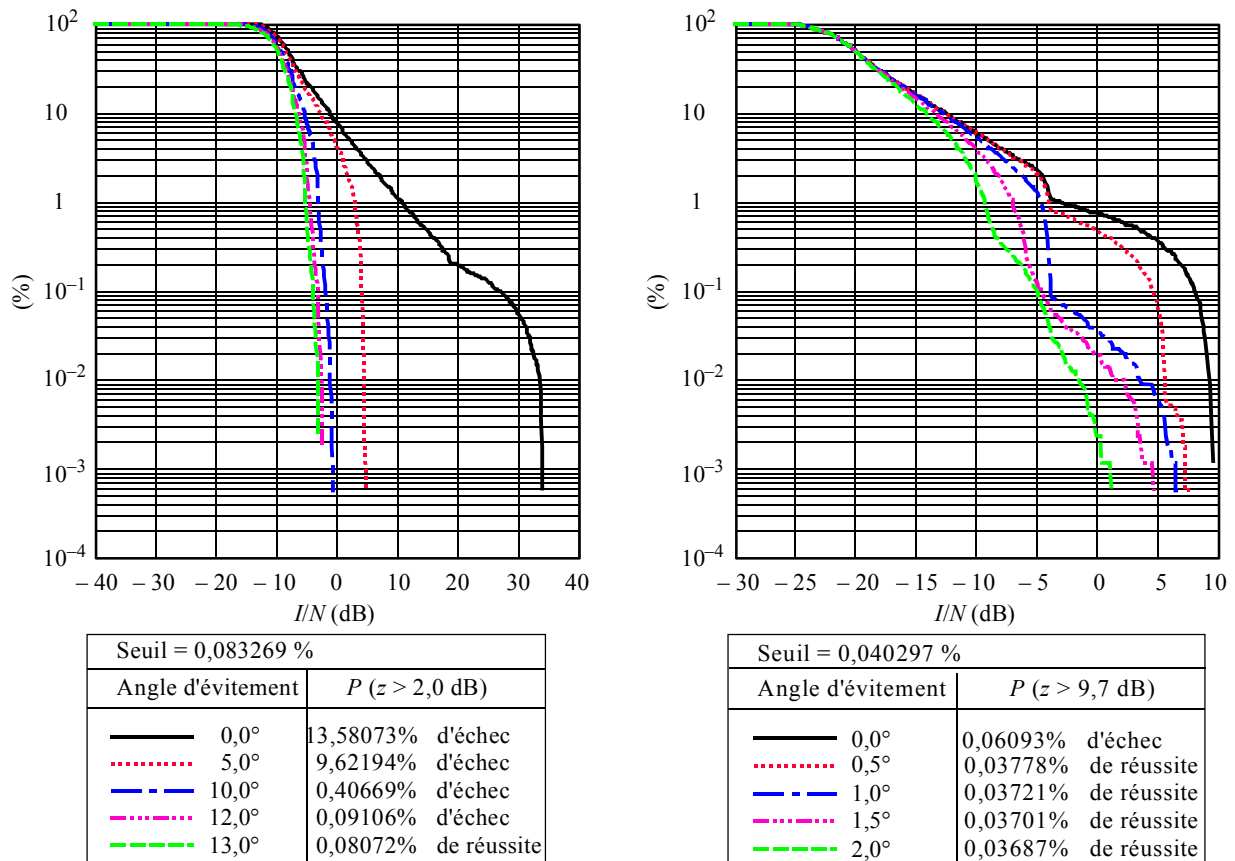 10²
10
1
10⁻¹
10⁻²
10⁻³
10⁻⁴
(%)
– 40 – 30 – 20 – 10 0 10 20 30 40
I/N (dB)
Seuil = 0,083269 %
Angle d'évitement P (z > 2,0 dB)
0,0° 13,58073% d'échec
5,0° 9,62194% d'échec
10,0° 0,40669% d'échec
12,0° 0,09106% d'échec
13,0° 0,08072% de réussite
10²
10
1
10⁻¹
10⁻²
10⁻³
10⁻⁴
(%)
– 30 – 25 – 20 – 15 – 10 –5 0 5 10
I/N (dB)
Seuil = 0,040297 %
Angle d'évitement P (z > 9,7 dB)
0,0° 0,06093% d'échec
0,5° 0,03778% de réussite
1,0° 0,03721% de réussite
1,5° 0,03701% de réussite
2,0° 0,03687% de réussite